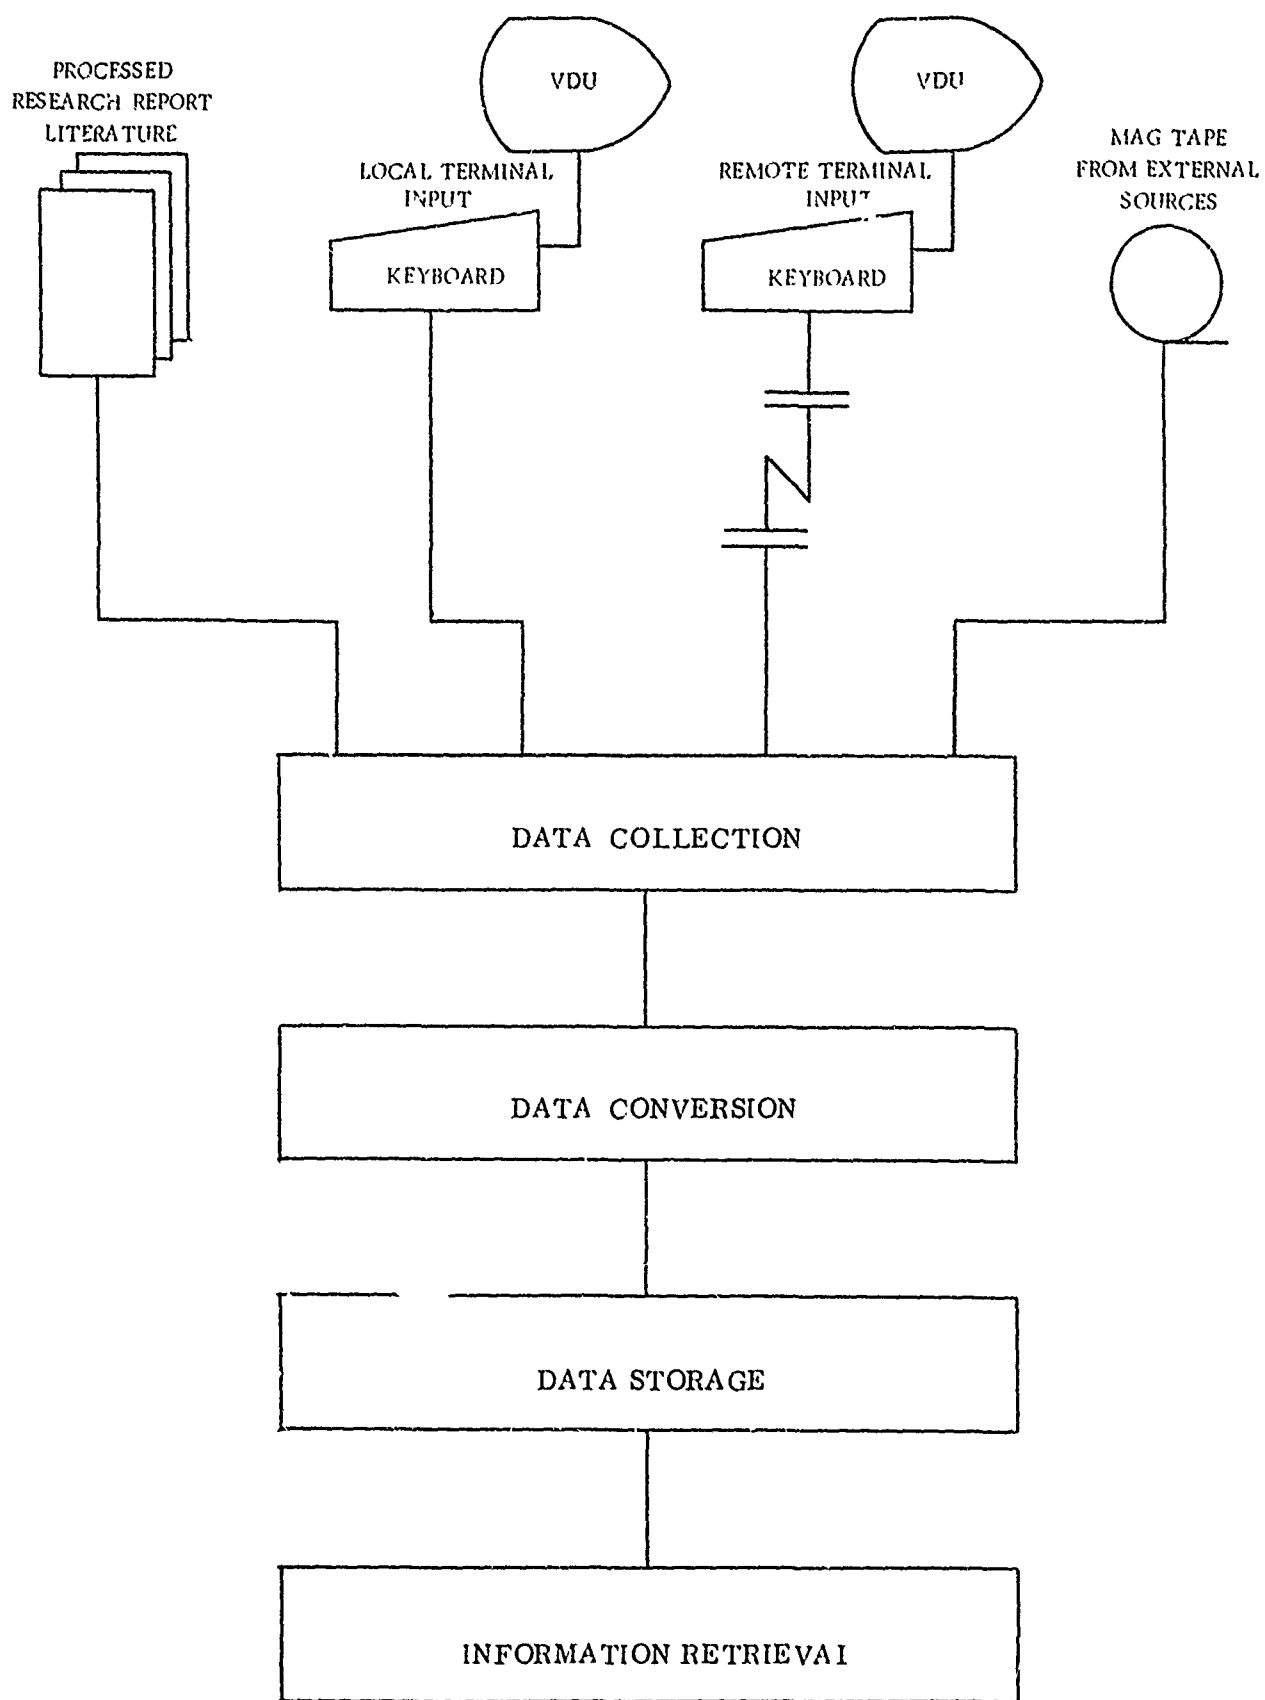 PROCESSED
RESEARCH REPORT
LITERATURE
VDU
LOCAL TERMINAL
INPUT
KEYBOARD
VDU
REMOTE TERMINAL
INPUT
KEYBOARD
MAG TAPE
FROM EXTERNAL
SOURCES
DATA COLLECTION
DATA CONVERSION
DATA STORAGE
INFORMATION RETRIEVAL